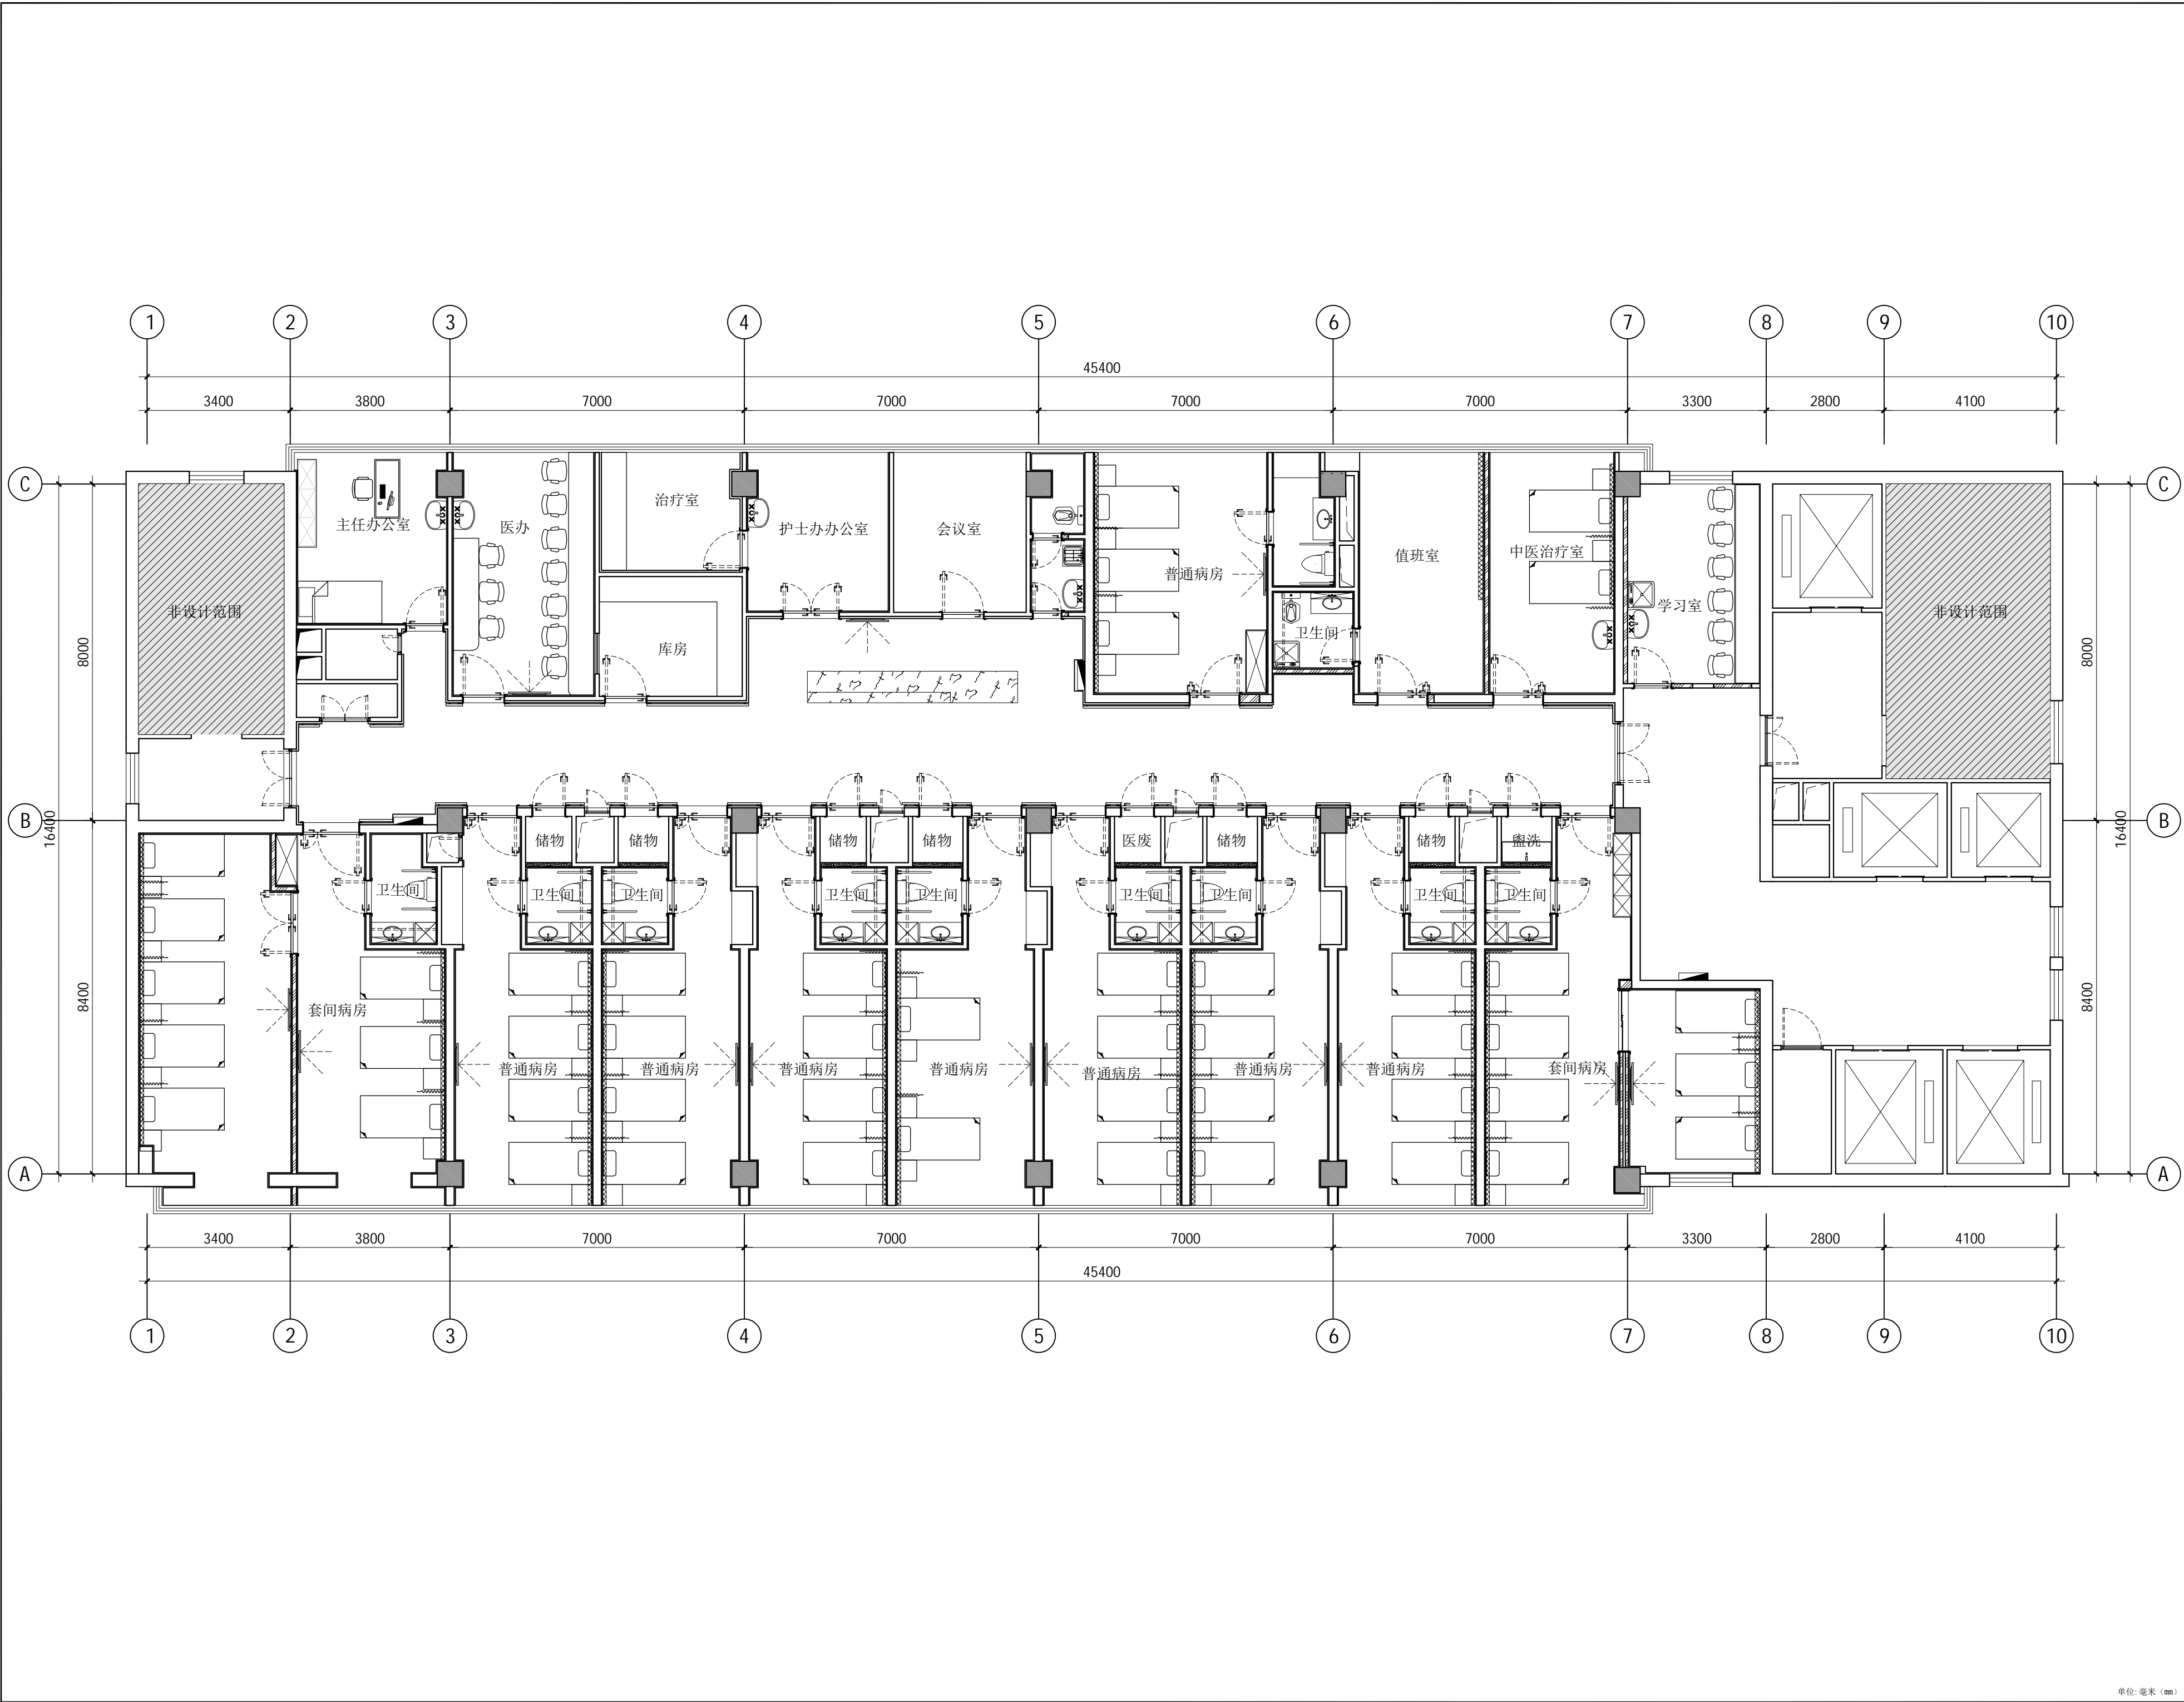 1 2 3 4 5 6 7 8 9 10
45400
3400 3800 7000 7000 7000 7000 3300 2800 4100
C C
主任办公室 医办 治疗室 护士办办公室 会议室 普通病房 值班室 中医治疗室 学习室
非设计范围 库房 卫生间 非设计范围
8000 8000
B B
16400 16400
储物 储物 储物 储物 医废 储物 储物 盥洗
卫生间 卫生间 卫生间 卫生间 卫生间 卫生间 卫生间 卫生间 卫生间
8400 8400
套间病房
普通病房 普通病房 普通病房 普通病房 普通病房 普通病房 普通病房 套间病房
A A
3400 3800 7000 7000 7000 7000 3300 2800 4100
45400
1 2 3 4 5 6 7 8 9 10
单位:毫米（mm）